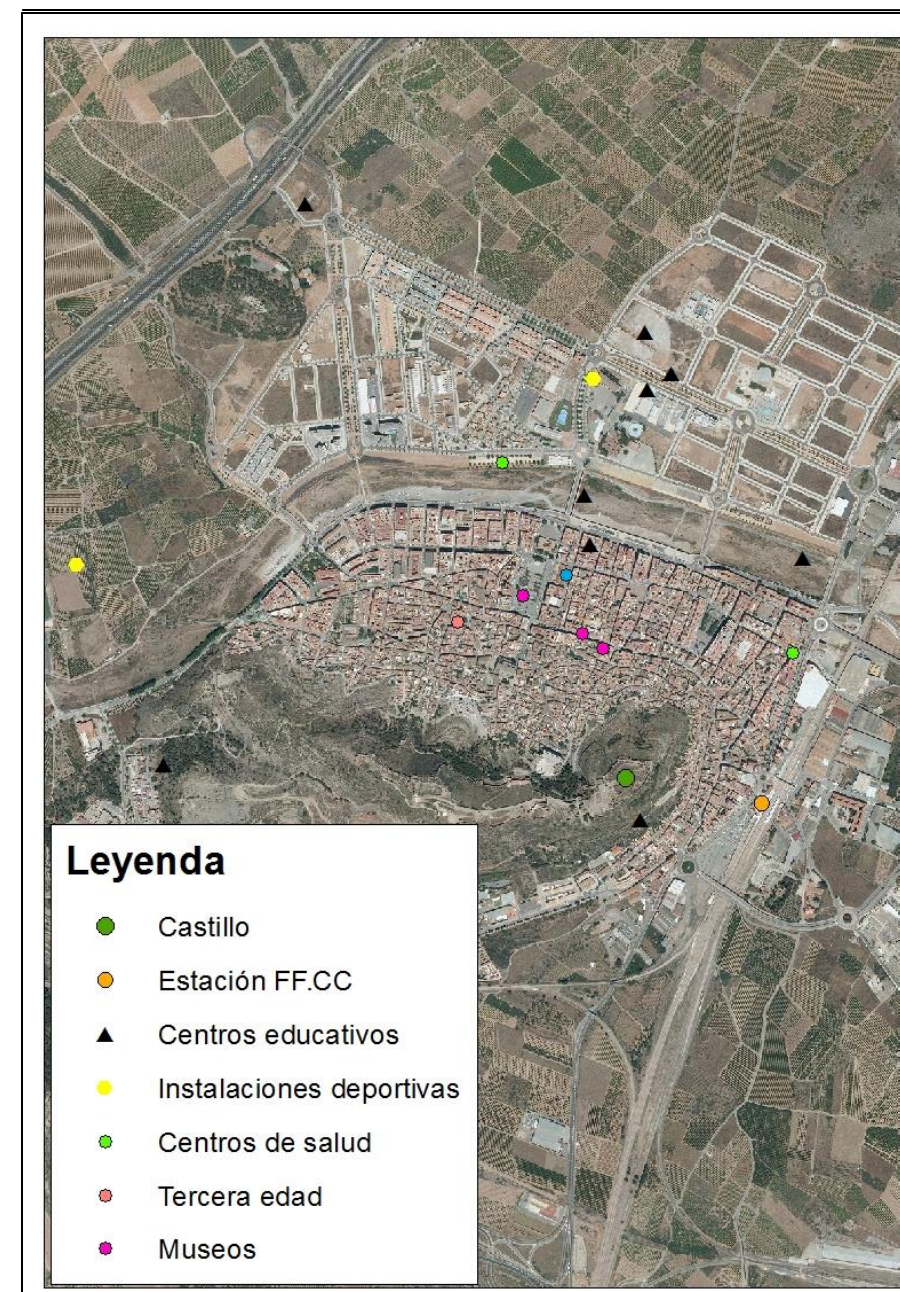 Leyenda
Castillo
Estación FF.CC
Centros educativos
Instalaciones deportivas
Centros de salud
Tercera edad
Museos